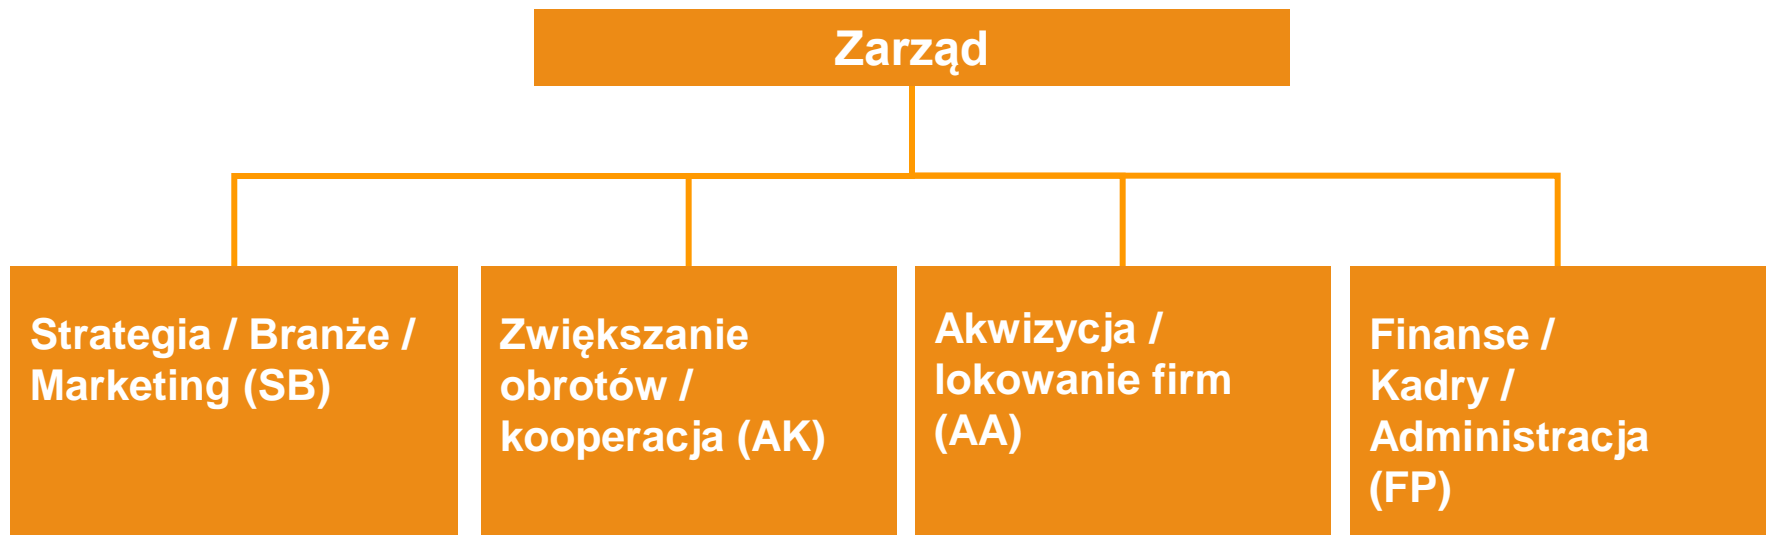 Zarząd
Strategia / Branże /
Marketing (SB)
Zwiększanie
obrotów /
kooperacja (AK)
Akwizycja /
lokowanie firm
(AA)
Finanse /
Kadry /
Administracja
(FP)